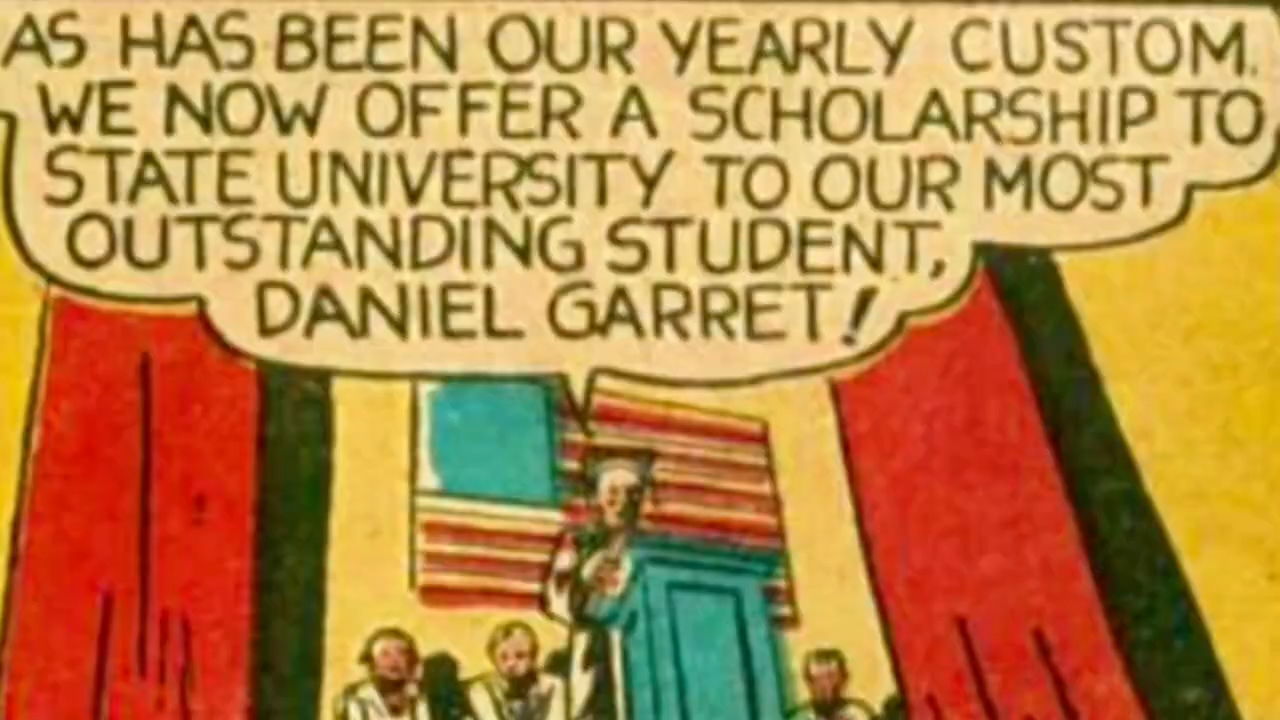 AS HAS BEEN OUR YEARLY CUSTOM.
WE NOW OFFER A SCHOLARSHIP TO
STATE UNIVERSITY TO OUR MOST
OUTSTANDING STUDENT,
DANIEL GARRET!